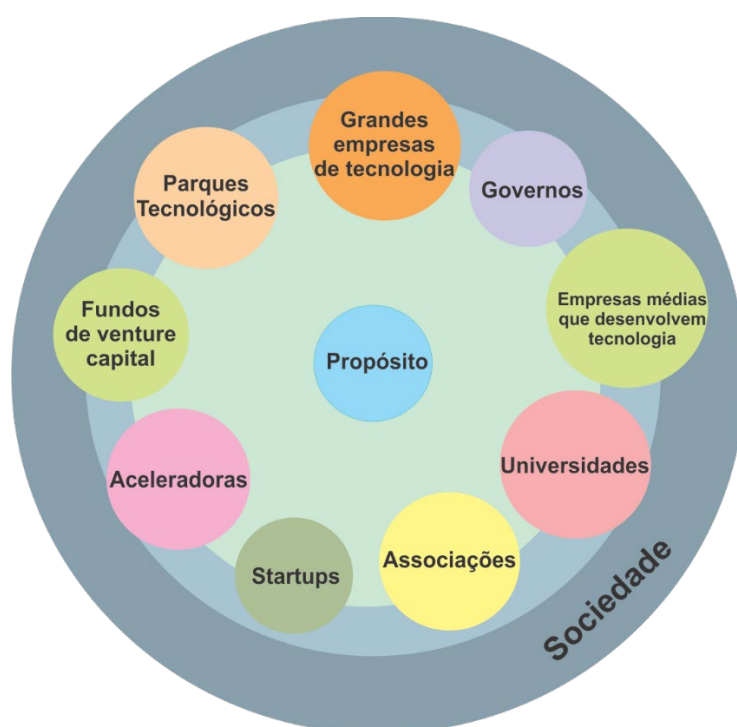 Grandes
empresas
de tecnologia
Governos
Parques
Tecnológicos
Empresas médias
que desenvolvem
tecnologia
Fundos
de venture
capital
Propósito
Universidades
Aceleradoras
Associações
Startups
Sociedade